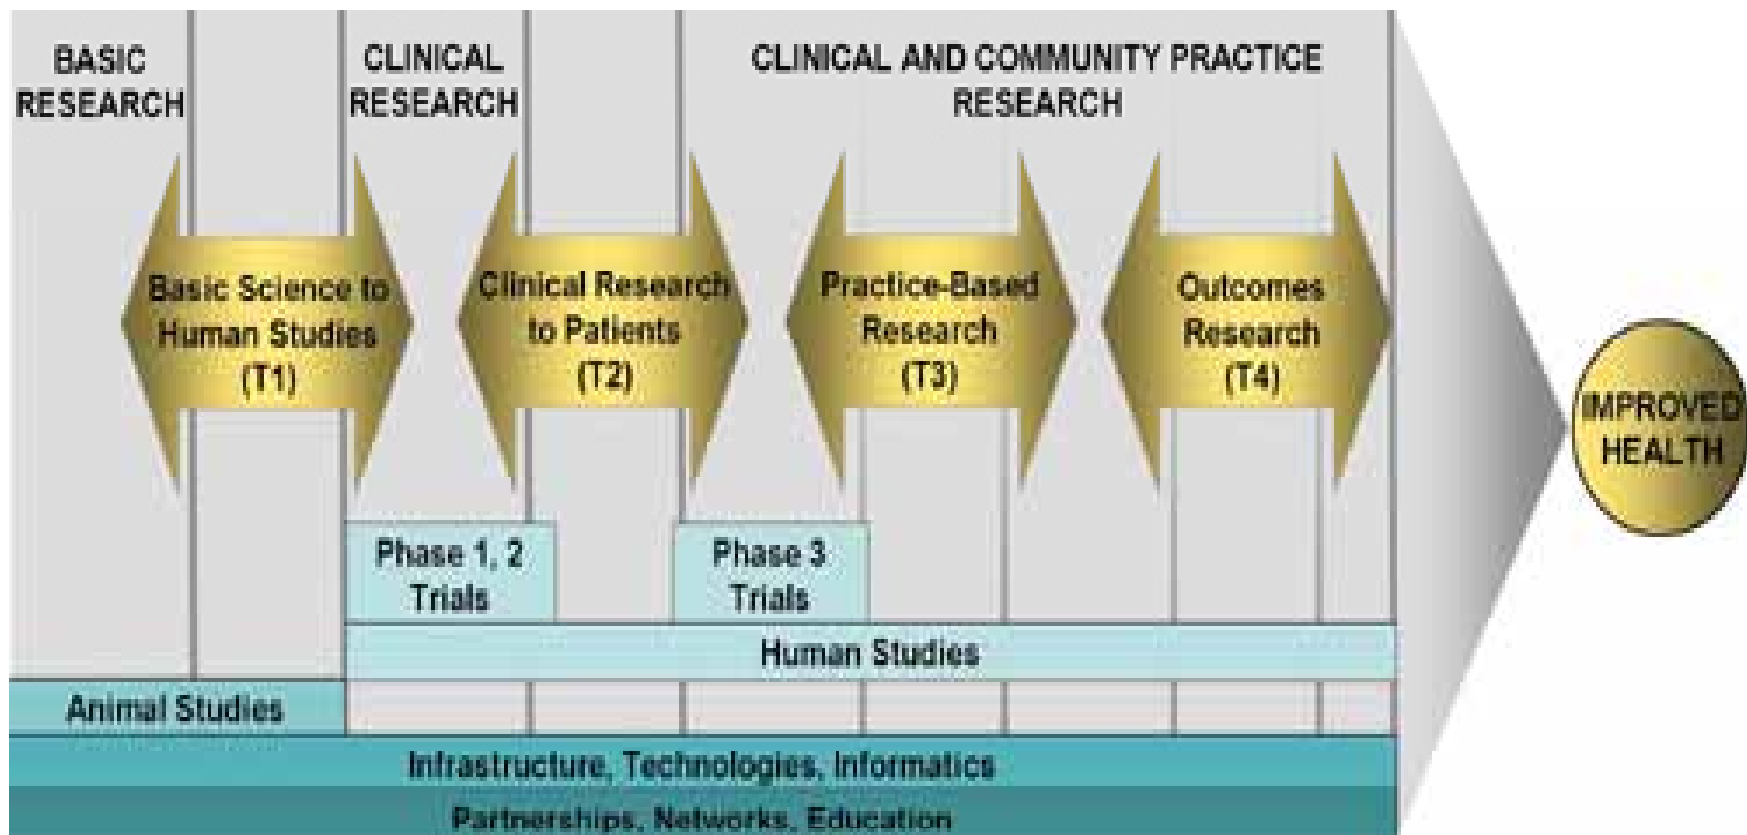 BASIC
RESEARCH
CLINICAL
RESEARCH
CLINICAL AND COMMUNITY PRACTICE
RESEARCH
Basic Science to
Human Studies
(T1)
Clinical Research
to Patients
(T2)
Practice-Based
Research
(T3)
Outcomes
Research
(T4)
IMPROVED
HEALTH
Phase 1, 2
Trials
Phase 3
Trials
Human Studies
Animal Studies
Infrastructure, Technologies, Informatics
Partnerships, Networks, Education